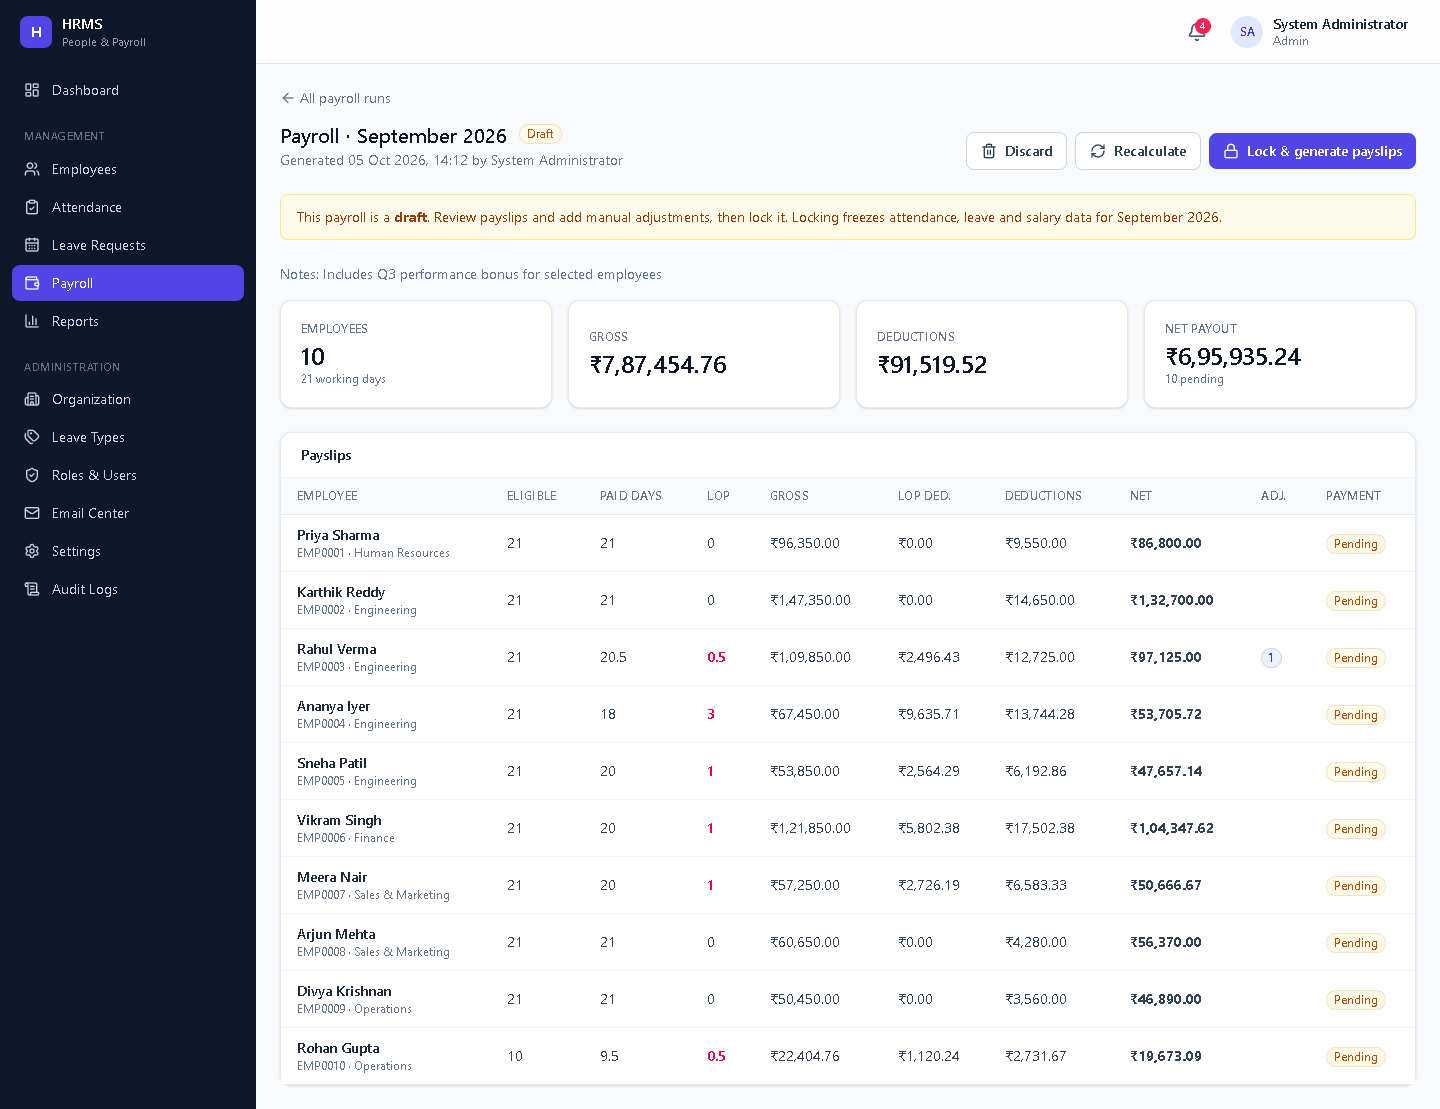 HRMS
People & Payroll
Dashboard
MANAGEMENT
Employees
Attendance
Leave Requests
Payroll
Reports
ADMINISTRATION
Organization
Leave Types
Roles & Users
Email Center
Settings
Audit Logs
H
4
SA
System Administrator
Admin
All payroll runs
Payroll · September 2026 Draft
Generated 05 Oct 2026, 14:12 by System Administrator
Discard
Recalculate
Lock & generate payslips
This payroll is a draft. Review payslips and add manual adjustments, then lock it. Locking freezes attendance, leave and salary data for September 2026.
Notes: Includes Q3 performance bonus for selected employees
EMPLOYEES
10
21 working days
GROSS
₹7,87,454.76
DEDUCTIONS
₹91,519.52
NET PAYOUT
₹6,95,935.24
10 pending
Payslips
EMPLOYEE ELIGIBLE PAID DAYS LOP GROSS LOP DED. DEDUCTIONS NET ADJ. PAYMENT
Priya Sharma
EMP0001 · Human Resources
21 21 0 ₹96,350.00 ₹0.00 ₹9,550.00 ₹86,800.00 Pending
Karthik Reddy
EMP0002 · Engineering
21 21 0 ₹1,47,350.00 ₹0.00 ₹14,650.00 ₹1,32,700.00 Pending
Rahul Verma
EMP0003 · Engineering
21 20.5 0.5 ₹1,09,850.00 ₹2,496.43 ₹12,725.00 ₹97,125.00 1 Pending
Ananya Iyer
EMP0004 · Engineering
21 18 3 ₹67,450.00 ₹9,635.71 ₹13,744.28 ₹53,705.72 Pending
Sneha Patil
EMP0005 · Engineering
21 20 1 ₹53,850.00 ₹2,564.29 ₹6,192.86 ₹47,657.14 Pending
Vikram Singh
EMP0006 · Finance
21 20 1 ₹1,21,850.00 ₹5,802.38 ₹17,502.38 ₹1,04,347.62 Pending
Meera Nair
EMP0007 · Sales & Marketing
21 20 1 ₹57,250.00 ₹2,726.19 ₹6,583.33 ₹50,666.67 Pending
Arjun Mehta
EMP0008 · Sales & Marketing
21 21 0 ₹60,650.00 ₹0.00 ₹4,280.00 ₹56,370.00 Pending
Divya Krishnan
EMP0009 · Operations
21 21 0 ₹50,450.00 ₹0.00 ₹3,560.00 ₹46,890.00 Pending
Rohan Gupta
EMP0010 · Operations
10 9.5 0.5 ₹22,404.76 ₹1,120.24 ₹2,731.67 ₹19,673.09 Pending